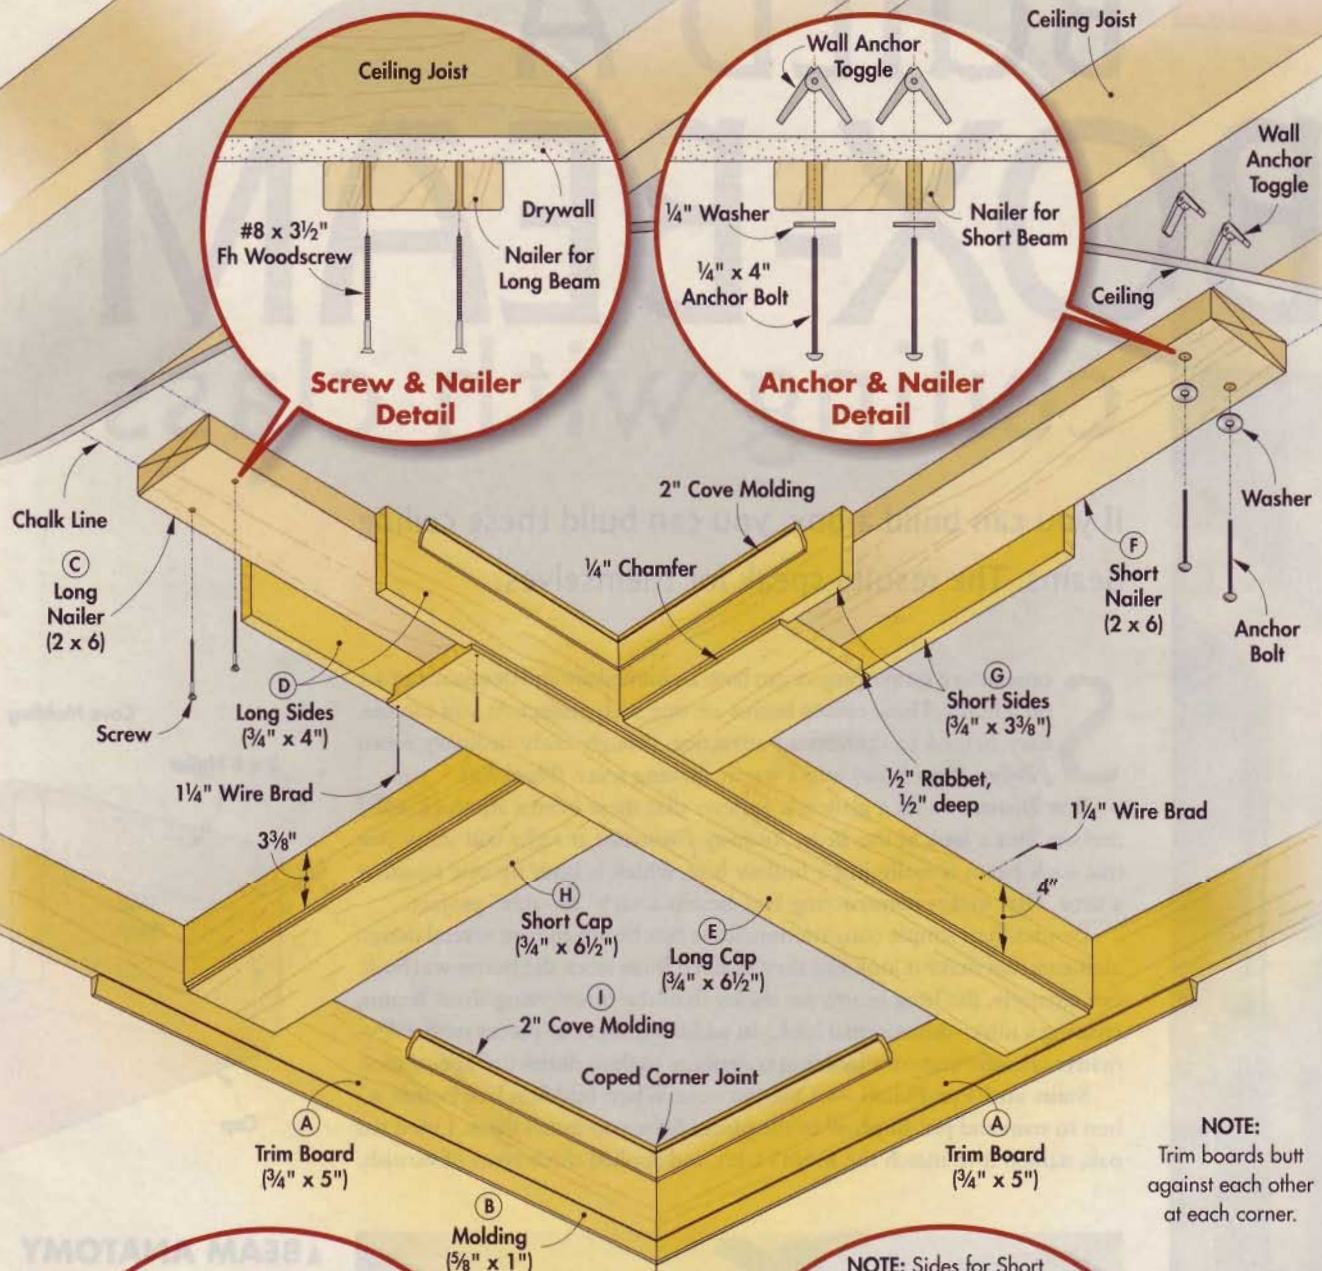 Ceiling Joist
Drywall
#8 x 3½"
Fh Woodscrew
Nailer for
Long Beam
Screw & Nailer
Detail
Wall Anchor
Toggle
¼" Washer
Nailer for
Short Beam
¼" x 4"
Anchor Bolt
Anchor & Nailer
Detail
Ceiling Joist
Wall
Anchor
Toggle
Ceiling
Chalk Line
C
Long
Nailer
(2 x 6)
Screw
2" Cove Molding
¼" Chamfer
Washer
F
Short
Nailer
(2 x 6)
Anchor
Bolt
D
Long Sides
(¾" x 4")
G
Short Sides
(¾" x 3⅜")
1¼" Wire Brad
½" Rabbet,
½" deep
1¼" Wire Brad
3⅜"
4"
H
Short Cap
(¾" x 6½")
E
Long Cap
(¾" x 6½")
I
2" Cove Molding
Coped Corner Joint
A
Trim Board
(¾" x 5")
A
Trim Board
(¾" x 5")
B
Molding
(⅝" x 1")
NOTE:
Trim boards butt
against each other
at each corner.
NOTE: Sides for Short